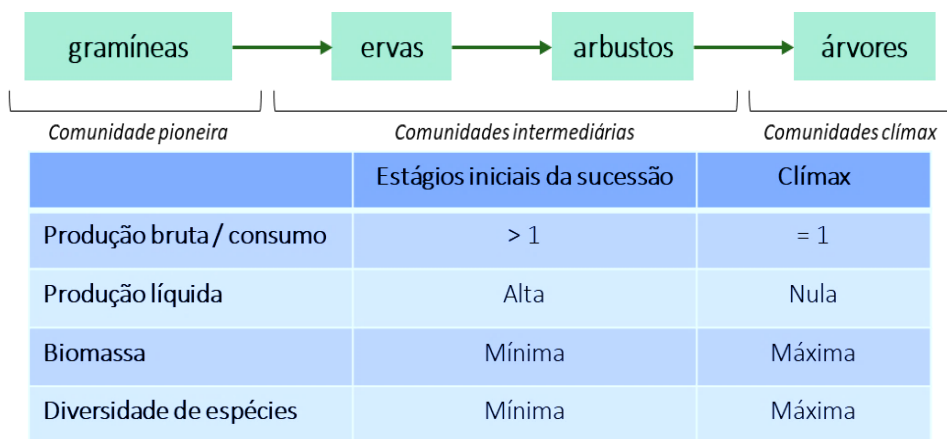 gramíneas ervas arbustos árvores
Comunidade pioneira Comunidades intermediárias Comunidades clímax
Estágios iniciais da sucessão Clímax
Produção bruta / consumo > 1 = 1
Produção líquida Alta Nula
Biomassa Mínima Máxima
Diversidade de espécies Mínima Máxima